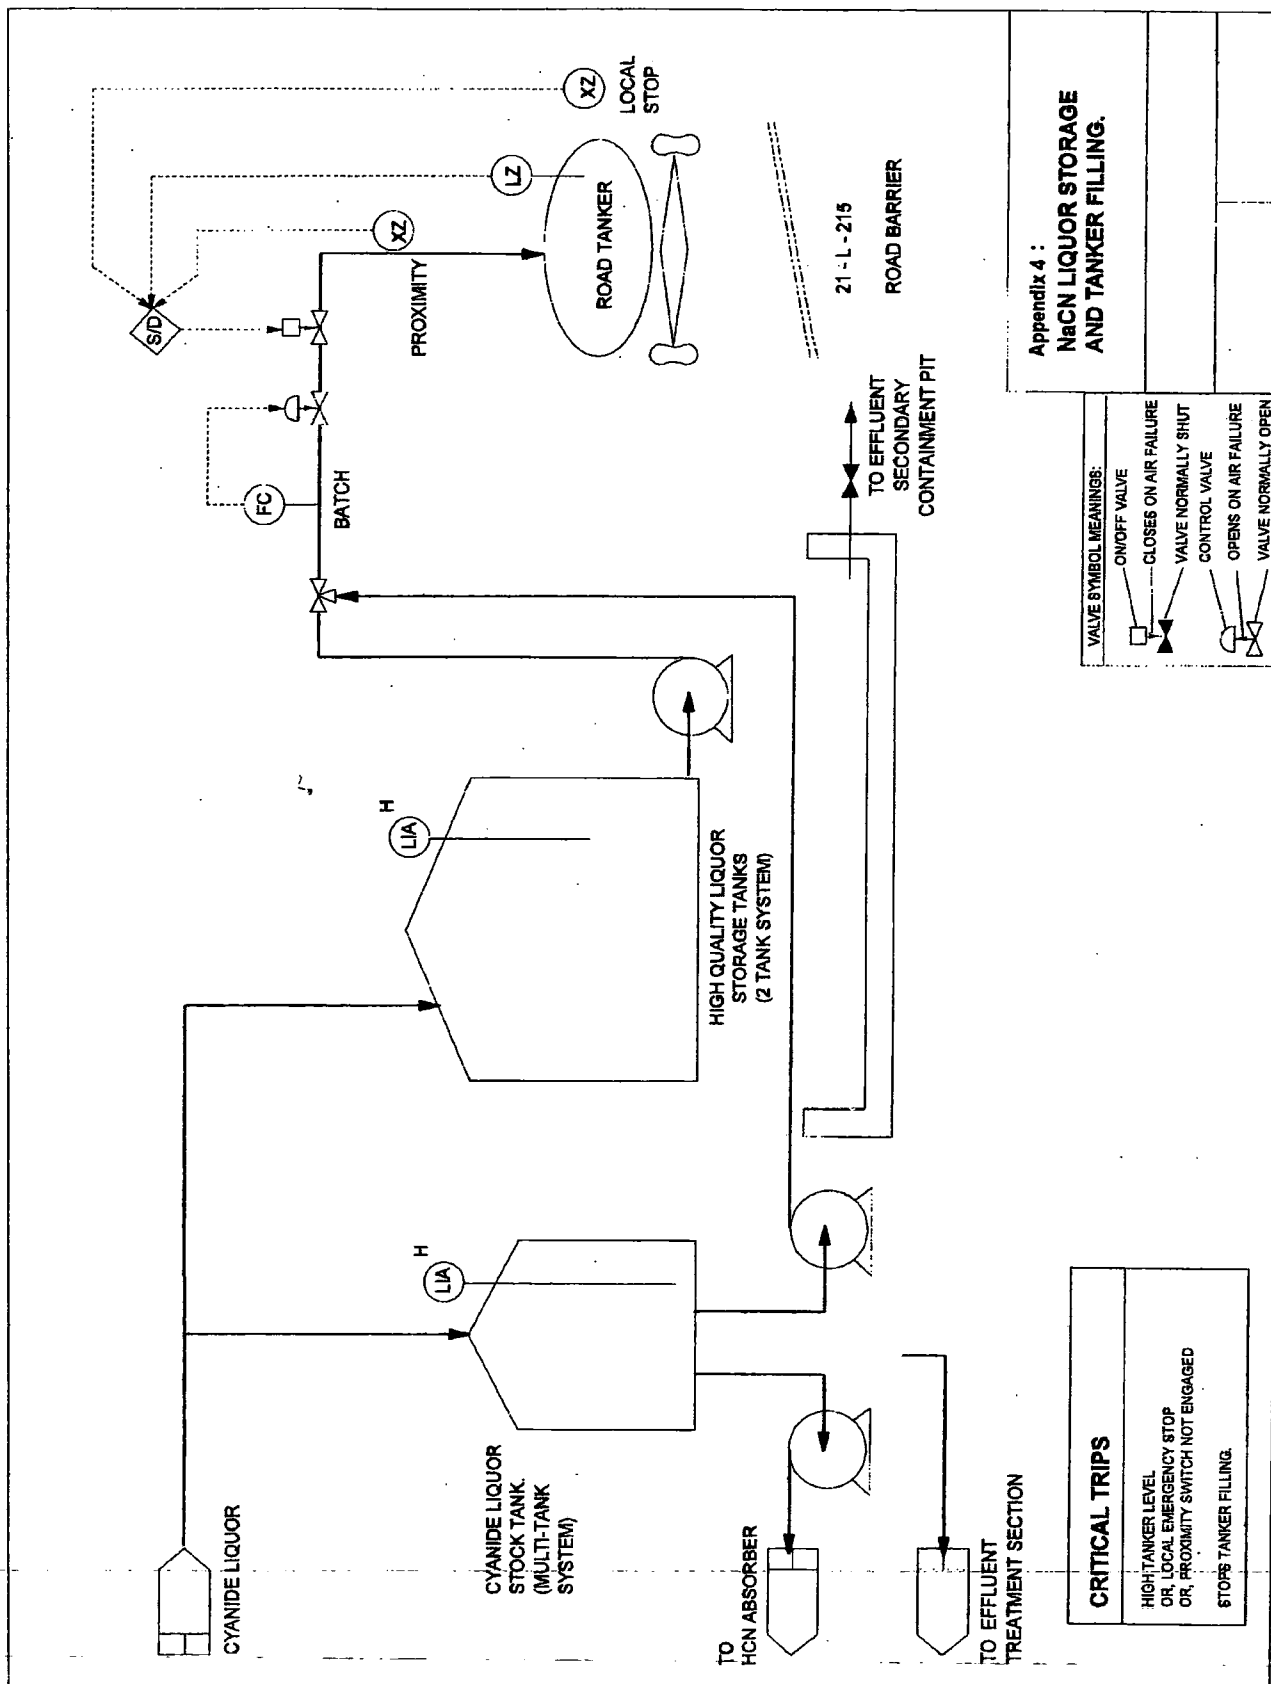 CYANIDE LIQUOR
CYANIDE LIQUOR
STOCK TANK.
(MULTI-TANK
SYSTEM)
LIA
H
LIA
H
HIGH QUALITY LIQUOR
STORAGE TANKS
(2 TANK SYSTEM)
FC
BATCH
S/D
XZ
PROXIMITY
LZ
XZ
LOCAL
STOP
ROAD TANKER
21 - L - 215
ROAD BARRIER
TO EFFLUENT
SECONDARY
CONTAINMENT PIT
TO
HCN ABSORBER
TO EFFLUENT
TREATMENT SECTION
CRITICAL TRIPS
HIGH TANKER LEVEL
OR, LOCAL EMERGENCY STOP
OR, PROXIMITY SWITCH NOT ENGAGED
STOPS TANKER FILLING.
VALVE SYMBOL MEANINGS:
ON/OFF VALVE
CLOSES ON AIR FAILURE
VALVE NORMALLY SHUT
CONTROL VALVE
OPENS ON AIR FAILURE
VALVE NORMALLY OPEN
Appendix 4 :
NaCN LIQUOR STORAGE
AND TANKER FILLING.